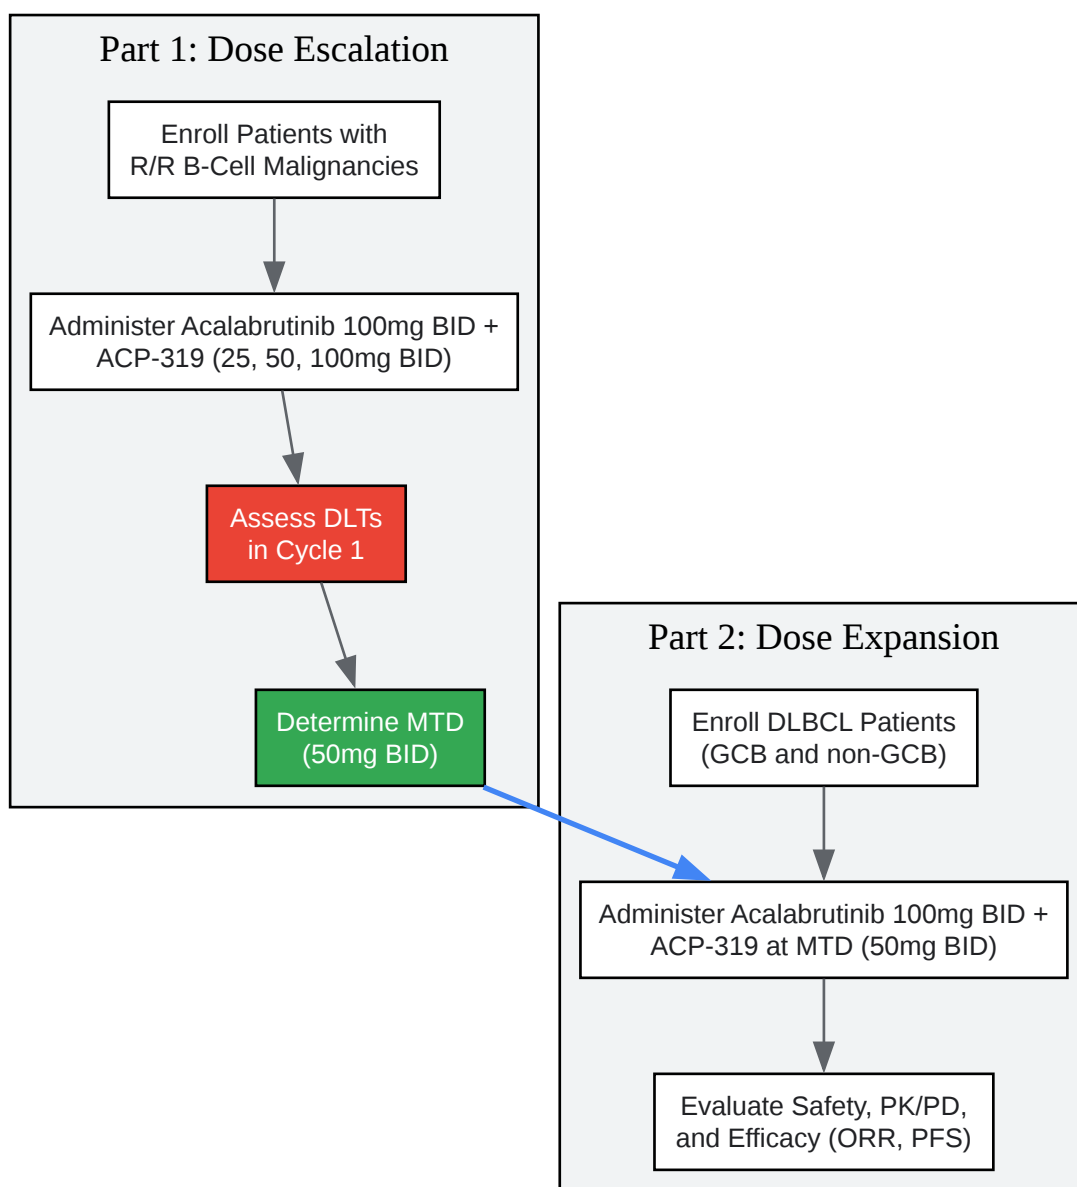 Part 1: Dose Escalation
Enroll Patients with
R/R B-Cell Malignancies
Administer Acalabrutinib 100mg BID +
ACP-319 (25, 50, 100mg BID)
Assess DLTs
in Cycle 1
Determine MTD
(50mg BID)
Part 2: Dose Expansion
Enroll DLBCL Patients
(GCB and non-GCB)
Administer Acalabrutinib 100mg BID +
ACP-319 at MTD (50mg BID)
Evaluate Safety, PK/PD,
and Efficacy (ORR, PFS)